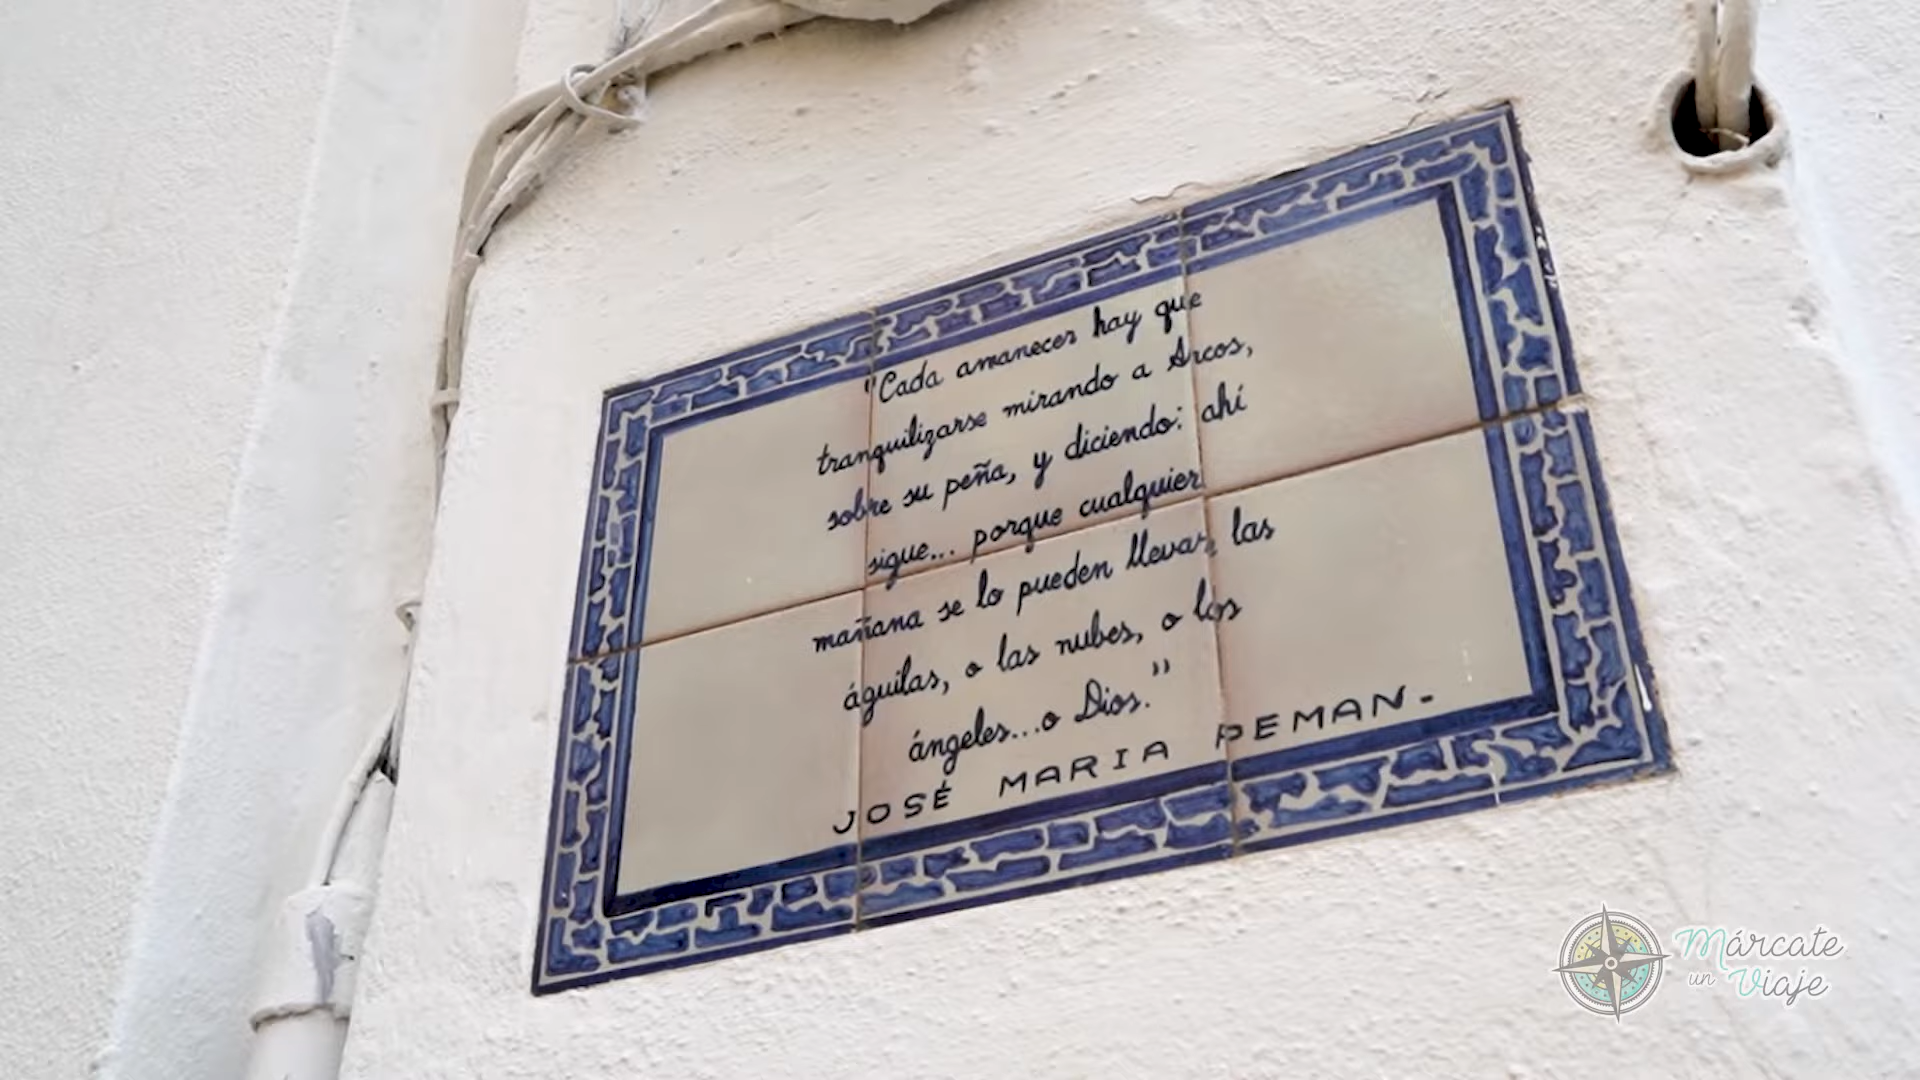 "Cada amanecer hay que
tranquilizarse mirando a Arcos,
sobre su peña, y diciendo: ahí
sigue... porque cualquier
mañana se lo pueden llevar, las
águilas, o las nubes, o los
ángeles...o Dios."
JOSÉ MARIA PEMAN-
Márcate
un Viaje